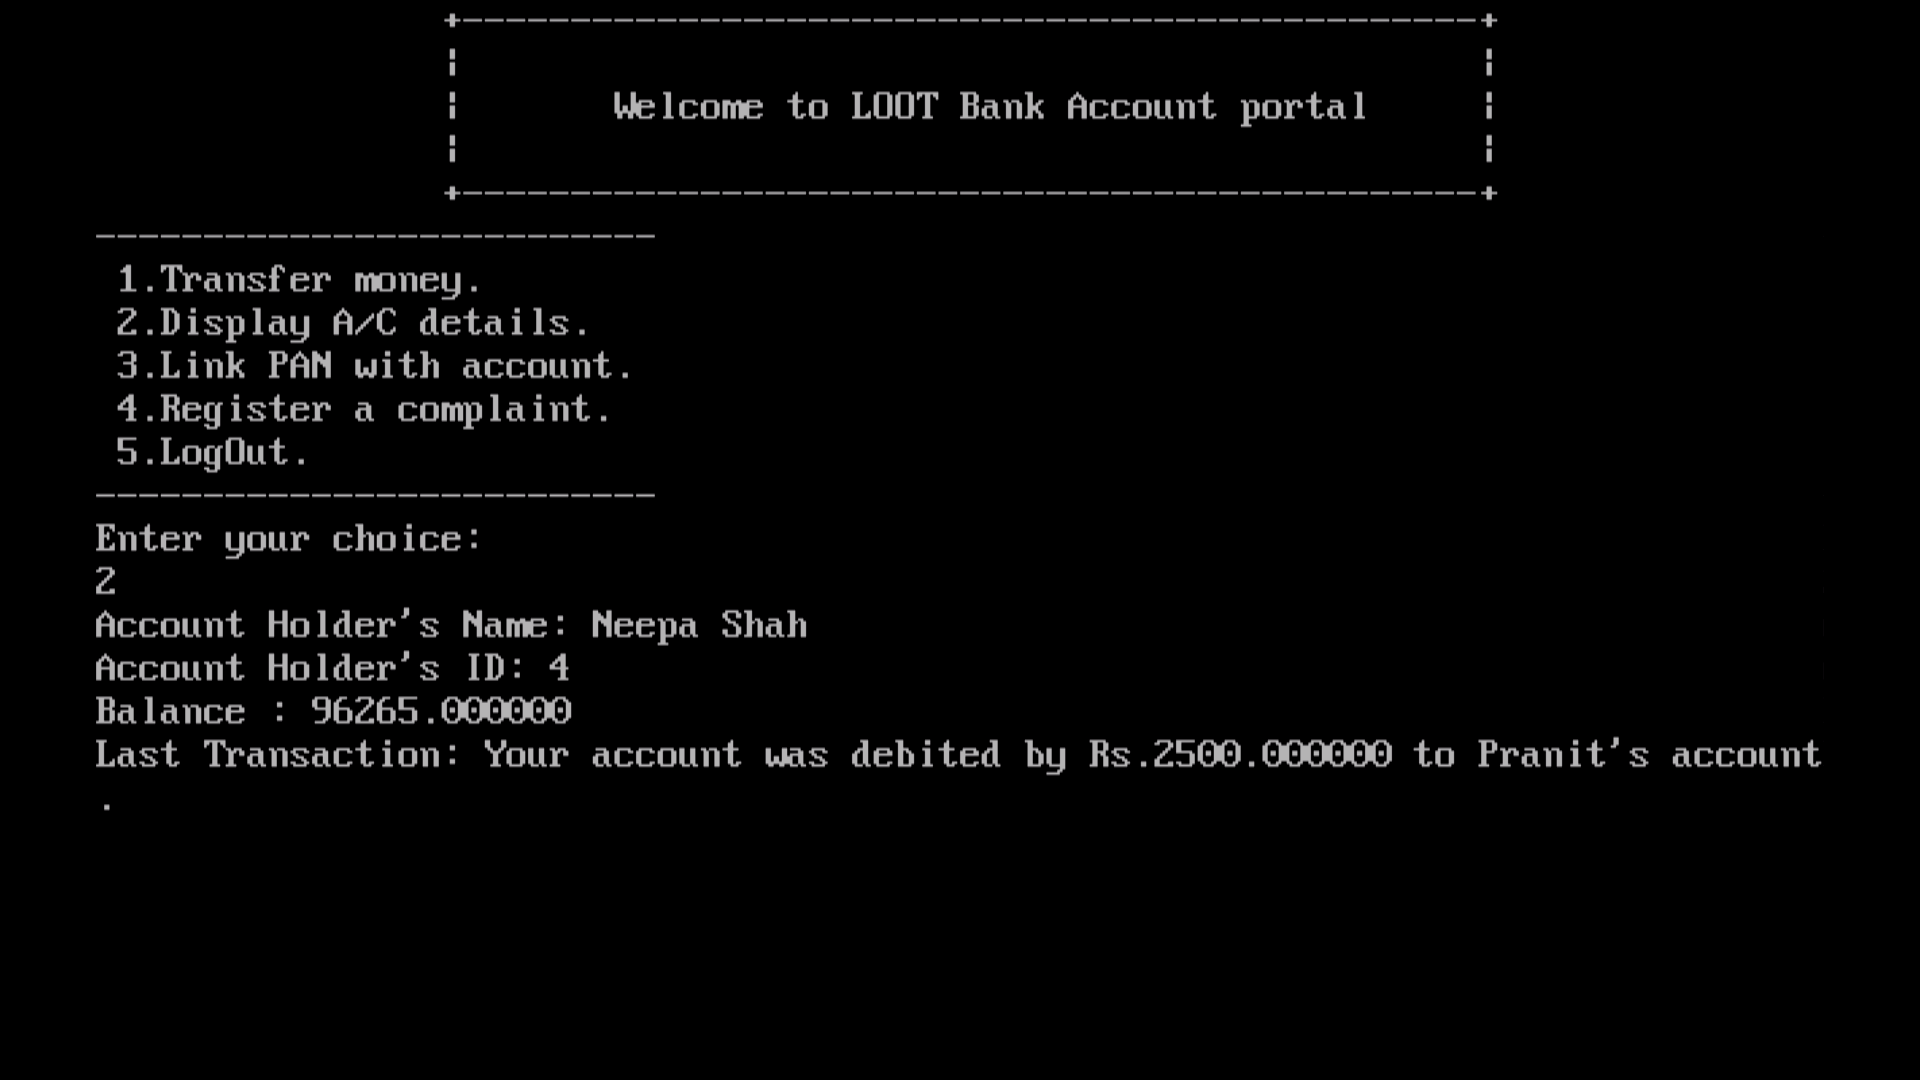 +-----------------------------------------------+
¦ ¦
¦ Welcome to LOOT Bank Account portal ¦
¦ ¦
+-----------------------------------------------+
--------------------------
1.Transfer money.
2.Display A/C details.
3.Link PAN with account.
4.Register a complaint.
5.LogOut.
--------------------------
Enter your choice:
2
Account Holder's Name: Neepa Shah
Account Holder's ID: 4
Balance : 96265.000000
Last Transaction: Your account was debited by Rs.2500.000000 to Pranit's account
.